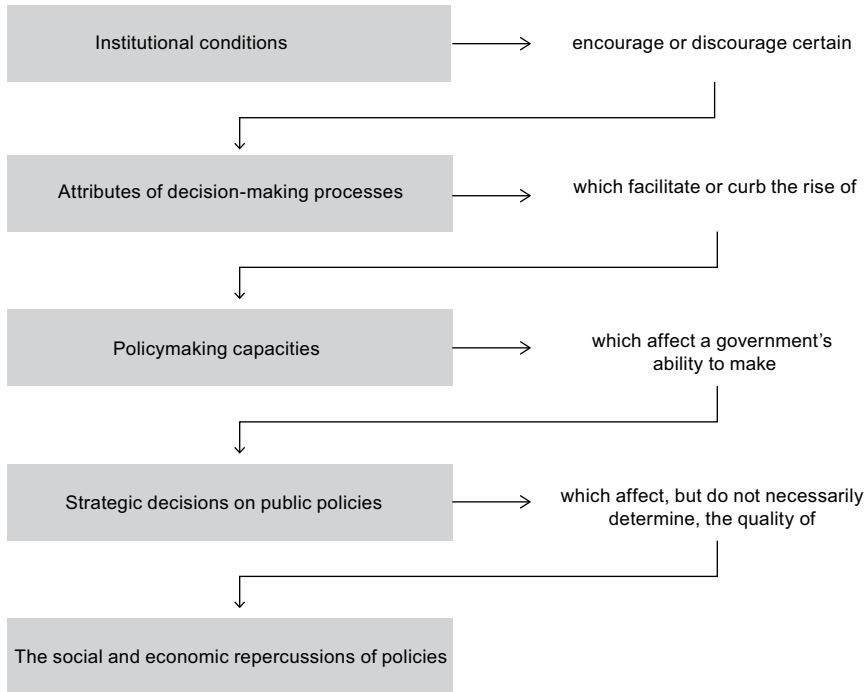 Institutional conditions
encourage or discourage certain
Attributes of decision-making processes
which facilitate or curb the rise of
Policymaking capacities
which affect a government’s
ability to make
Strategic decisions on public policies
which affect, but do not necessarily
determine, the quality of
The social and economic repercussions of policies